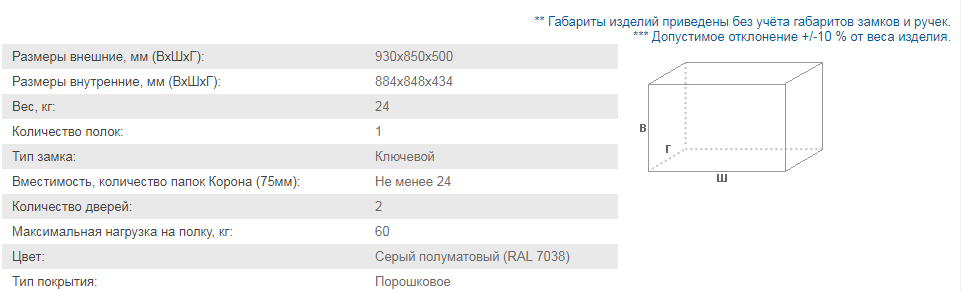 ** Габариты изделий приведены без учёта габаритов замков и ручек.
*** Допустимое отклонение +/-10 % от веса изделия.
Размеры внешние, мм (ВхШхГ): 930x850x500
Размеры внутренние, мм (ВхШхГ): 884x848x434
Вес, кг: 24
Количество полок: 1
Тип замка: Ключевой
Вместимость, количество папок Корона (75мм): Не менее 24
Количество дверей: 2
Максимальная нагрузка на полку, кг: 60
Цвет: Серый полуматовый (RAL 7038)
Тип покрытия: Порошковое
В
Г
Ш